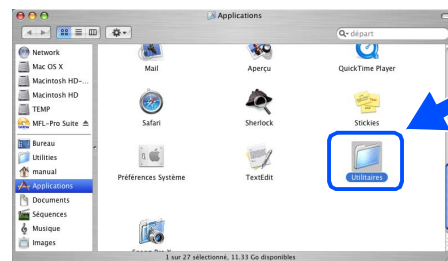 Applications
départ
Network
Mac OS X
Macintosh HD-...
Macintosh HD
TEMP
MFL-Pro Suite
Bureau
Utilities
manual
Applications
Documents
Séquences
Musique
Images
Mail
Aperçu
QuickTime Player
Safari
Sherlock
Stickies
Préférences Système
TextEdit
Utilitaires
1 sur 27 sélectionné, 11.33 Go disponibles